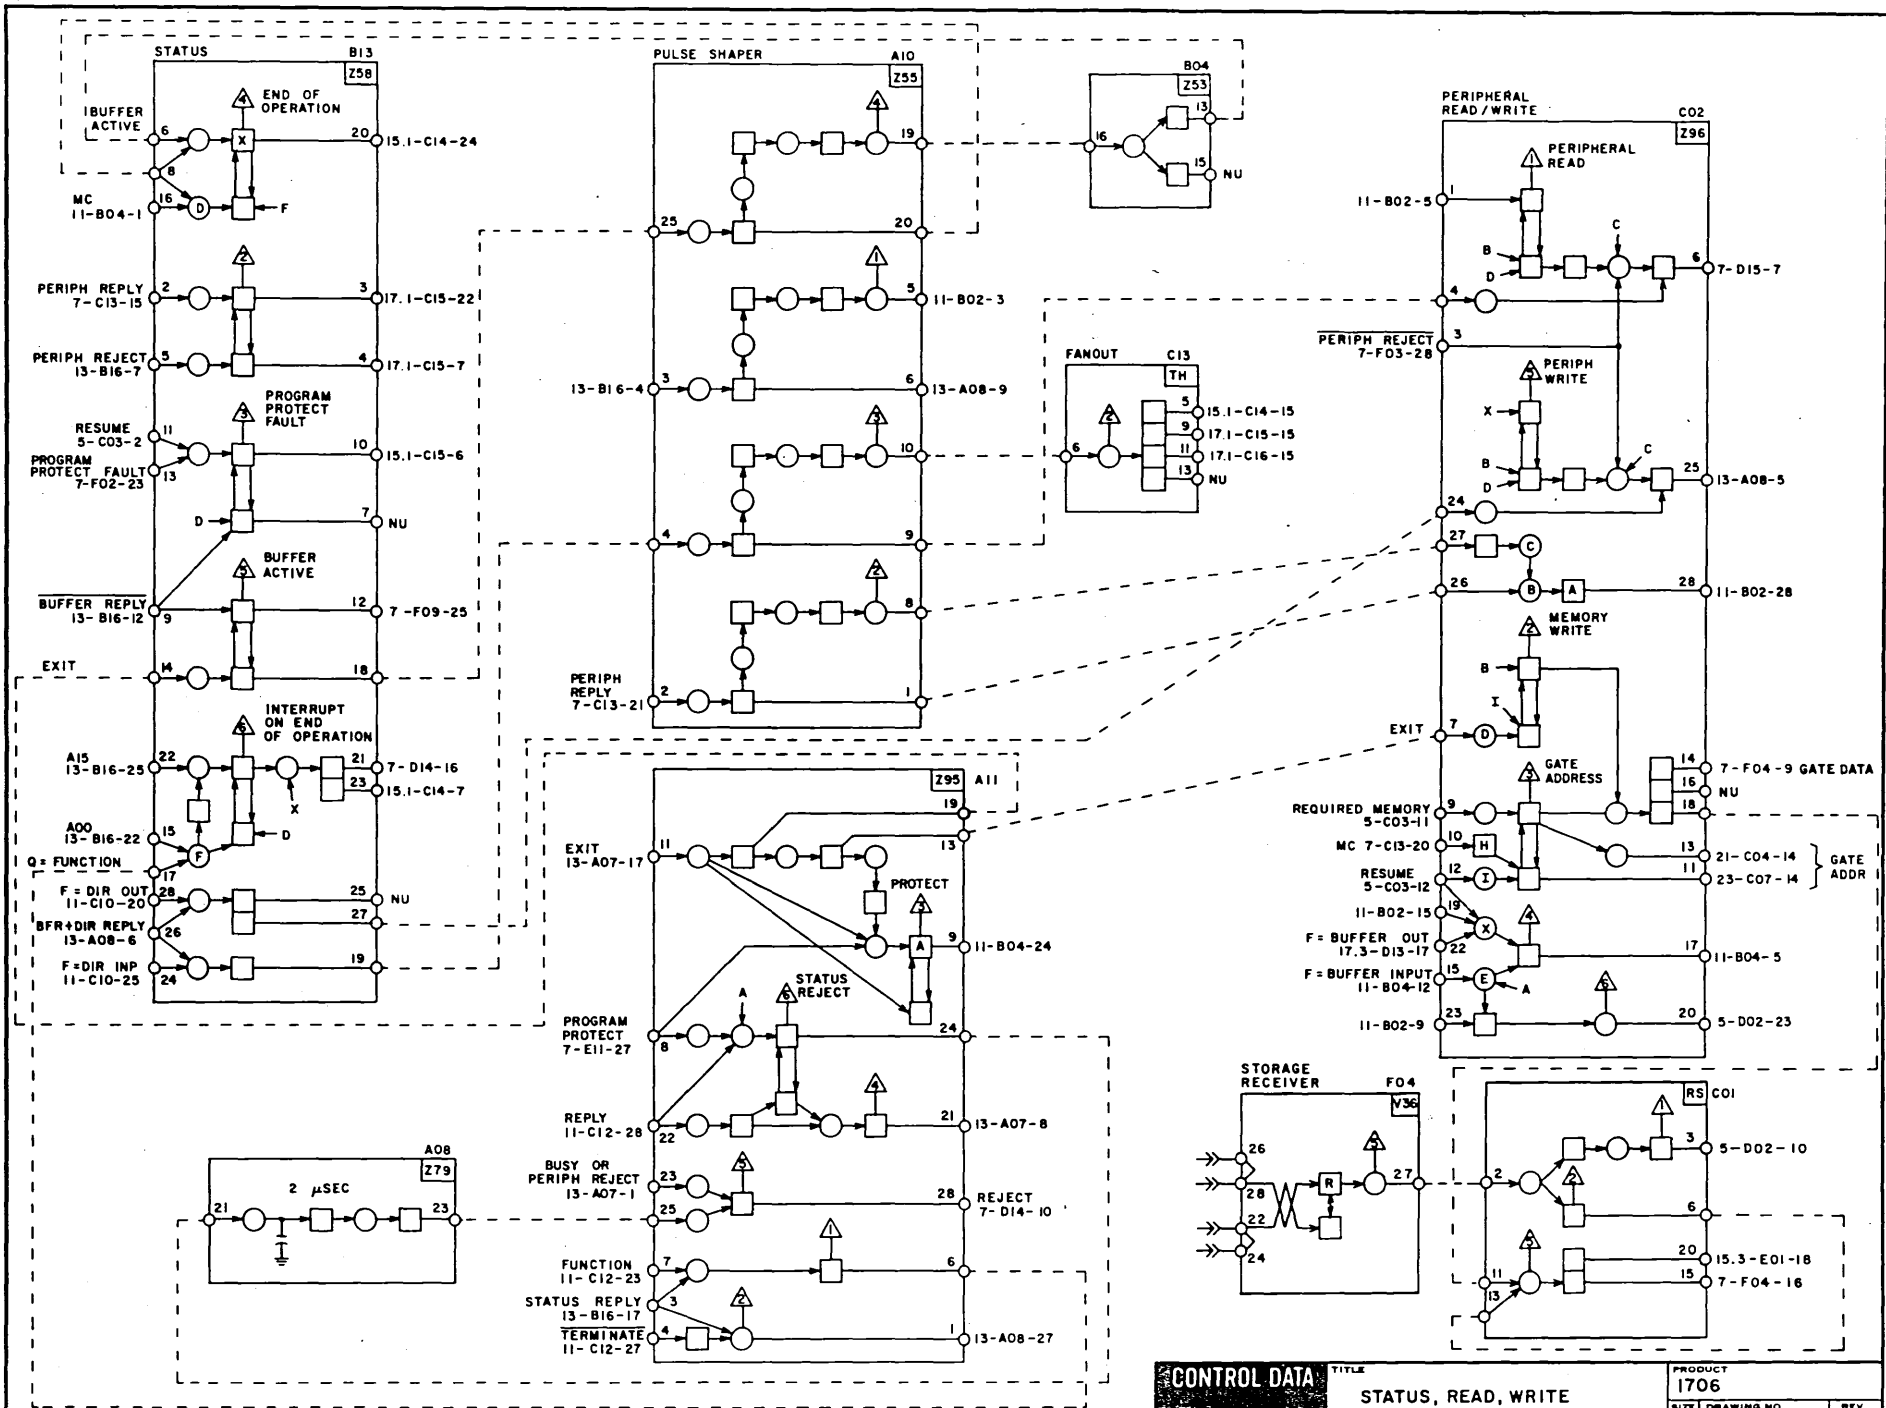 STATUS
B13
Z58
4
END OF
OPERATION
BUFFER
ACTIVE
6
X
20
15.1-C14-24
8
MC
11-B04-1
16
D
F
2
PERIPH REPLY
7-C13-15
2
3
17.1-C15-22
PERIPH REJECT
13-B16-7
5
4
17.1-C15-7
3
PROGRAM
PROTECT
FAULT
RESUME
5-C03-2
11
10
15.1-C15-6
PROGRAM
PROTECT FAULT
7-F02-23
13
D
7
NU
5
BUFFER
ACTIVE
BUFFER REPLY
13-B16-12
9
12
7-F09-25
EXIT
14
18
6
INTERRUPT
ON END
OF OPERATION
A15
13-B16-25
22
21
7-D14-16
23
15.1-C14-7
X
A00
13-B16-22
15
D
F
Q = FUNCTION
17
F = DIR OUT
11-C10-20
28
25
NU
27
BFR+DIR REPLY
13-A08-6
26
F=DIR INP
11-C10-25
24
19
PULSE SHAPER
A10
Z55
4
19
25
20
1
5
11-B02-3
13-B16-4
3
6
13-A08-9
3
10
4
9
2
8
PERIPH
REPLY
7-C13-21
2
1
B04
Z53
16
13
15
NU
FANOUT
C13
TH
2
6
5
15.1-C14-15
9
17.1-C15-15
11
17.1-C16-15
13
NU
PERIPHERAL
READ/WRITE
C02
Z96
1
PERIPHERAL
READ
11-B02-5
1
B
D
C
6
7-D15-7
4
PERIPH REJECT
7-F03-28
3
5
PERIPH
WRITE
X
B
D
C
25
13-A08-5
24
27
C
26
B
A
28
11-B02-28
2
MEMORY
WRITE
B
I
EXIT
7
D
3
GATE
ADDRESS
14
7-F04-9 GATE DATA
16
NU
18
REQUIRED MEMORY
5-C03-11
9
MC 7-C13-20
10
H
13
21-C04-14
11
23-C07-14
GATE
ADDR
RESUME
5-C03-12
12
I
11-B02-15
19
4
X
F = BUFFER OUT
17.3-D13-17
22
17
11-B04-5
F = BUFFER INPUT
11-B04-12
15
E
A
6
11-B02-9
23
20
5-D02-23
Z95
A11
19
13
EXIT
13-A07-17
11
PROTECT
3
A
9
11-B04-24
STATUS
REJECT
6
A
PROGRAM
PROTECT
7-E11-27
8
24
4
REPLY
11-C12-28
22
21
13-A07-8
BUSY OR
PERIPH REJECT
13-A07-1
23
5
25
28
REJECT
7-D14-10
1
FUNCTION
11-C12-23
7
6
STATUS REPLY
13-B16-17
3
2
TERMINATE
11-C12-27
4
1
13-A08-27
A08
Z79
2 μSEC
21
23
STORAGE
RECEIVER
F04
V36
26
28
22
24
R
5
27
RS
C01
1
2
3
5-D02-10
2
6
5
11
13
20
15.3-E01-18
15
7-F04-16
CONTROL DATA
TITLE
STATUS, READ, WRITE
PRODUCT
1706
SIZE
DRAWING NO.
REV